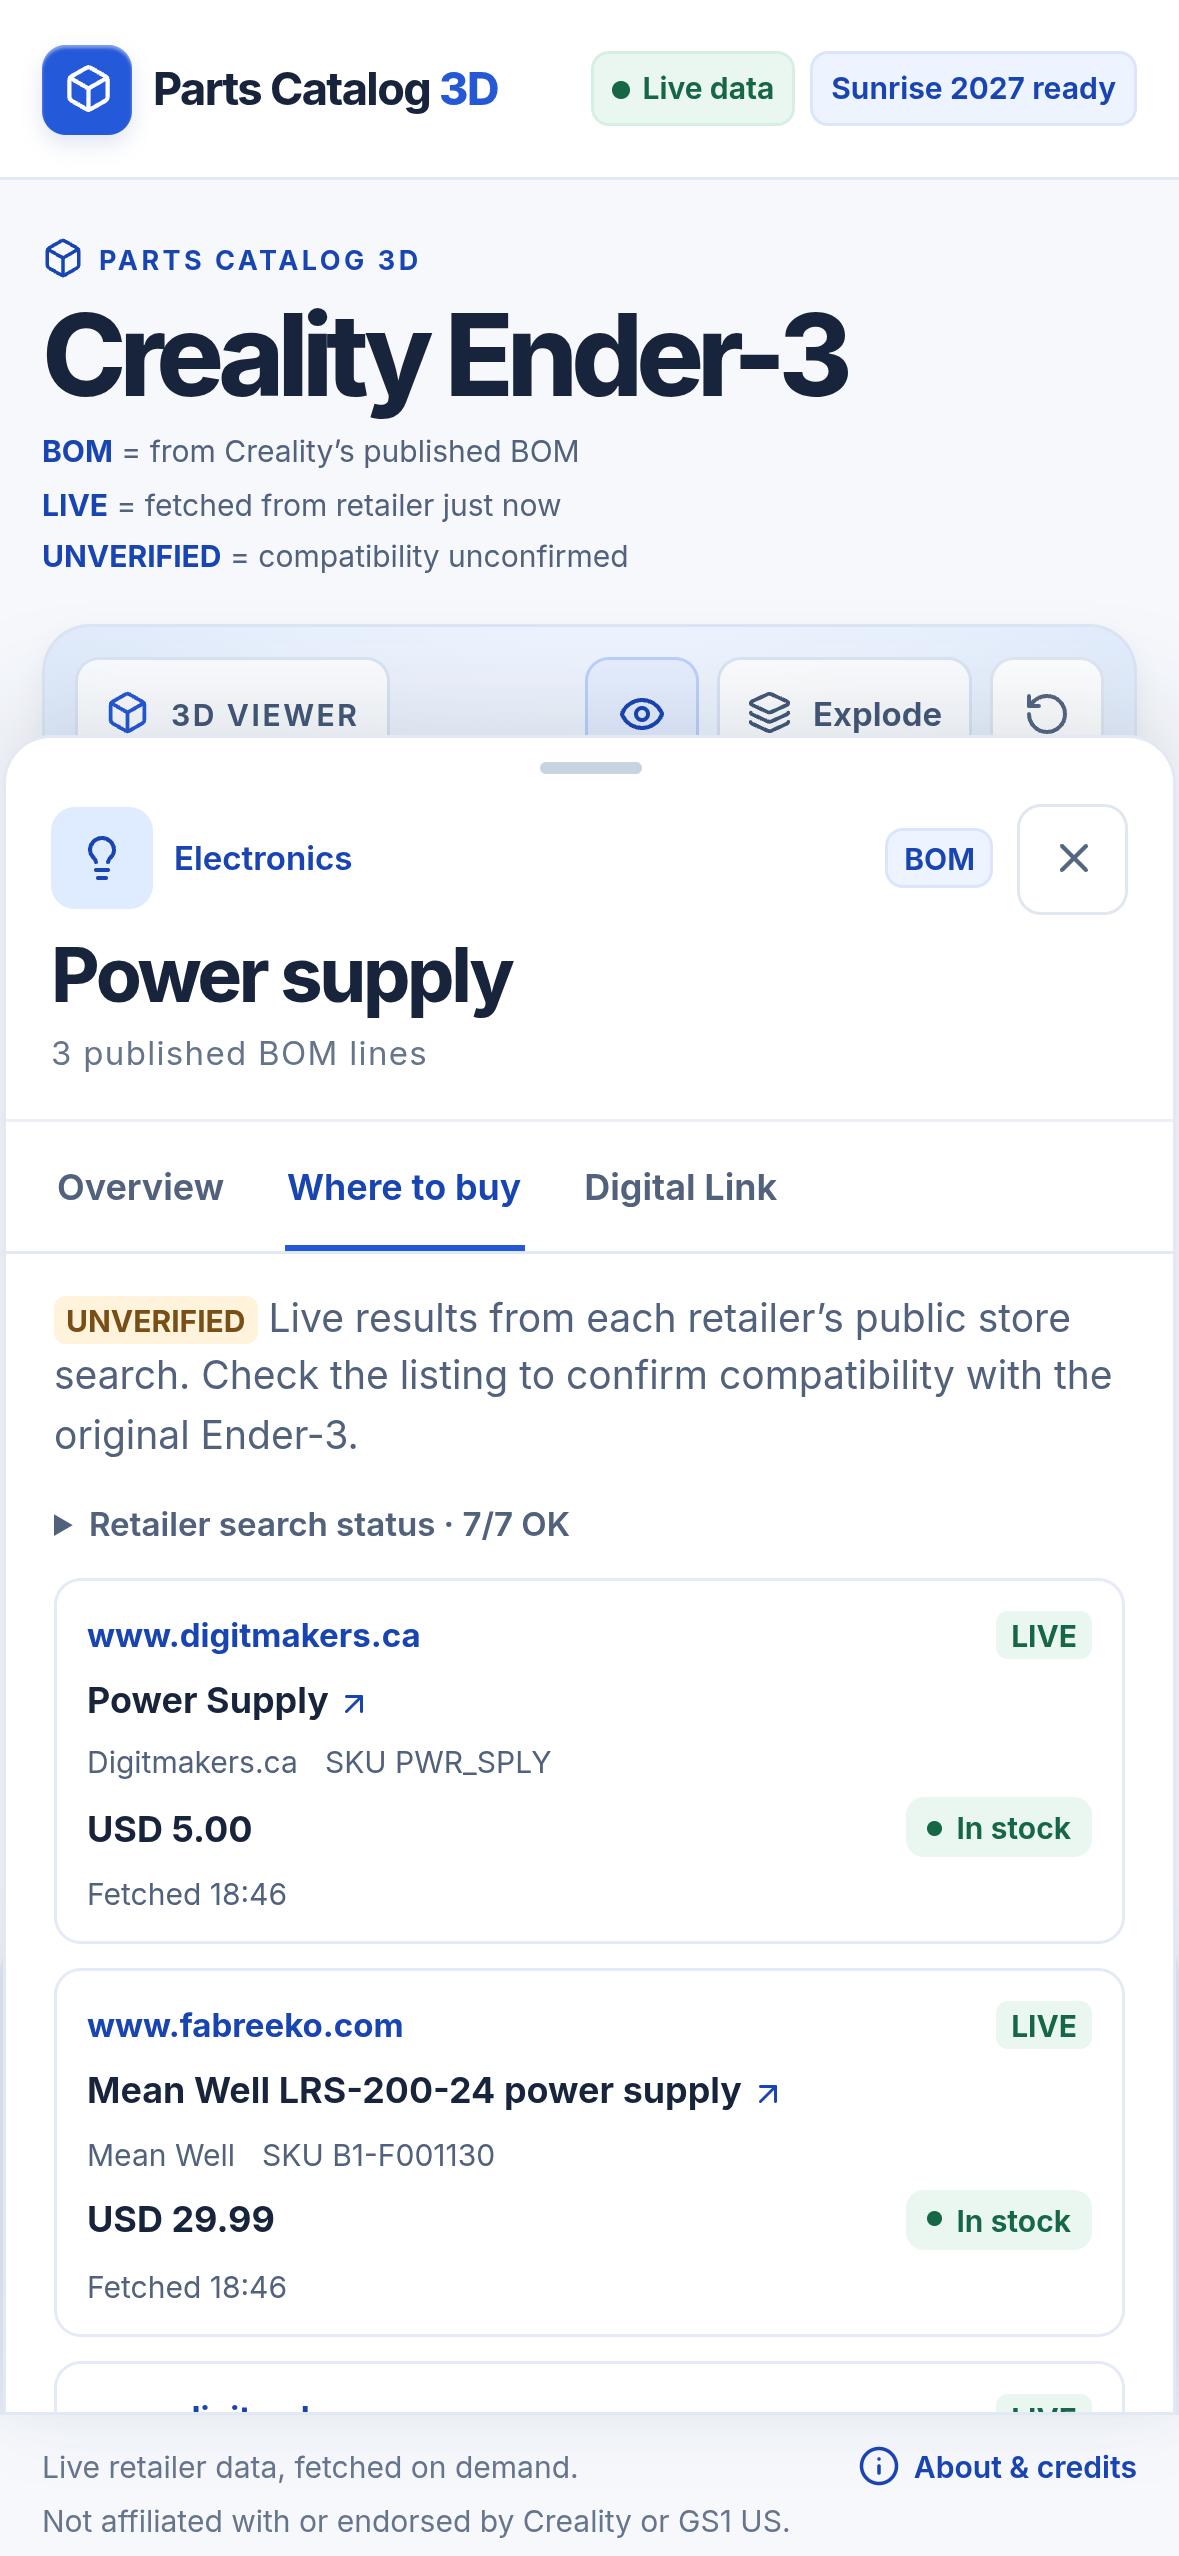 Parts Catalog 3D
Live data
Sunrise 2027 ready
PARTS CATALOG 3D
Creality Ender-3
BOM = from Creality’s published BOM
LIVE = fetched from retailer just now
UNVERIFIED = compatibility unconfirmed
3D VIEWER
Explode
Electronics
BOM
Power supply
3 published BOM lines
Overview
Where to buy
Digital Link
UNVERIFIED Live results from each retailer’s public store
search. Check the listing to confirm compatibility with the
original Ender-3.
Retailer search status · 7/7 OK
www.digitmakers.ca
LIVE
Power Supply
Digitmakers.ca SKU PWR_SPLY
USD 5.00
In stock
Fetched 18:46
www.fabreeko.com
LIVE
Mean Well LRS-200-24 power supply
Mean Well SKU B1-F001130
USD 29.99
In stock
Fetched 18:46
LIVE
Live retailer data, fetched on demand.
About & credits
Not affiliated with or endorsed by Creality or GS1 US.